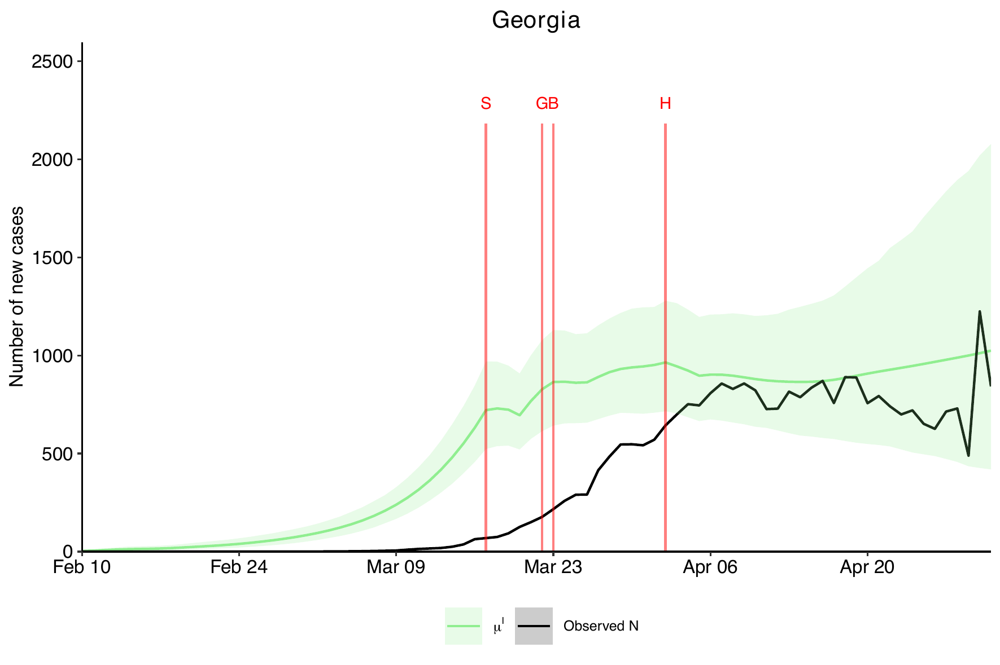 Georgia
2500
2000
1500
1000
500
0
Number of new cases
S GB H
Feb 10 Feb 24 Mar 09 Mar 23 Apr 06 Apr 20
μᴵ Observed N